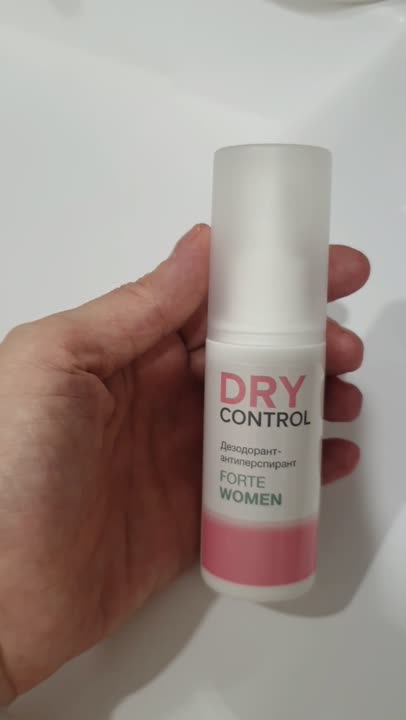 DRY
CONTROL
Дезодорант-
антиперспирант
FORTE
WOMEN